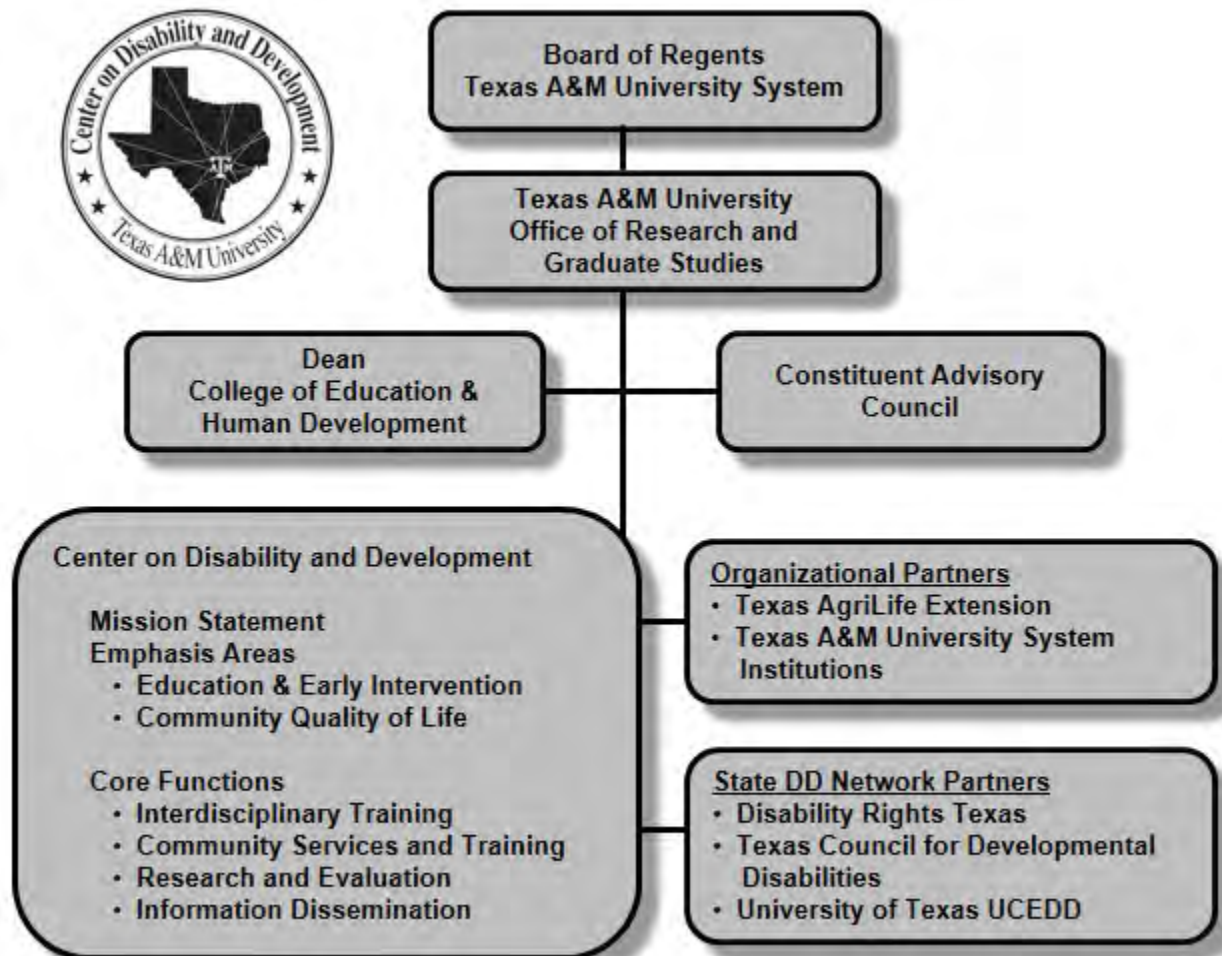 Center on Disability and Development
Texas A&M University
ATM
Board of Regents
Texas A&M University System
Texas A&M University
Office of Research and
Graduate Studies
Dean
College of Education &
Human Development
Constituent Advisory
Council
Center on Disability and Development
Mission Statement
Emphasis Areas
• Education & Early Intervention
• Community Quality of Life
Core Functions
• Interdisciplinary Training
• Community Services and Training
• Research and Evaluation
• Information Dissemination
Organizational Partners
• Texas AgriLife Extension
• Texas A&M University System
Institutions
State DD Network Partners
• Disability Rights Texas
• Texas Council for Developmental
Disabilities
• University of Texas UCEDD